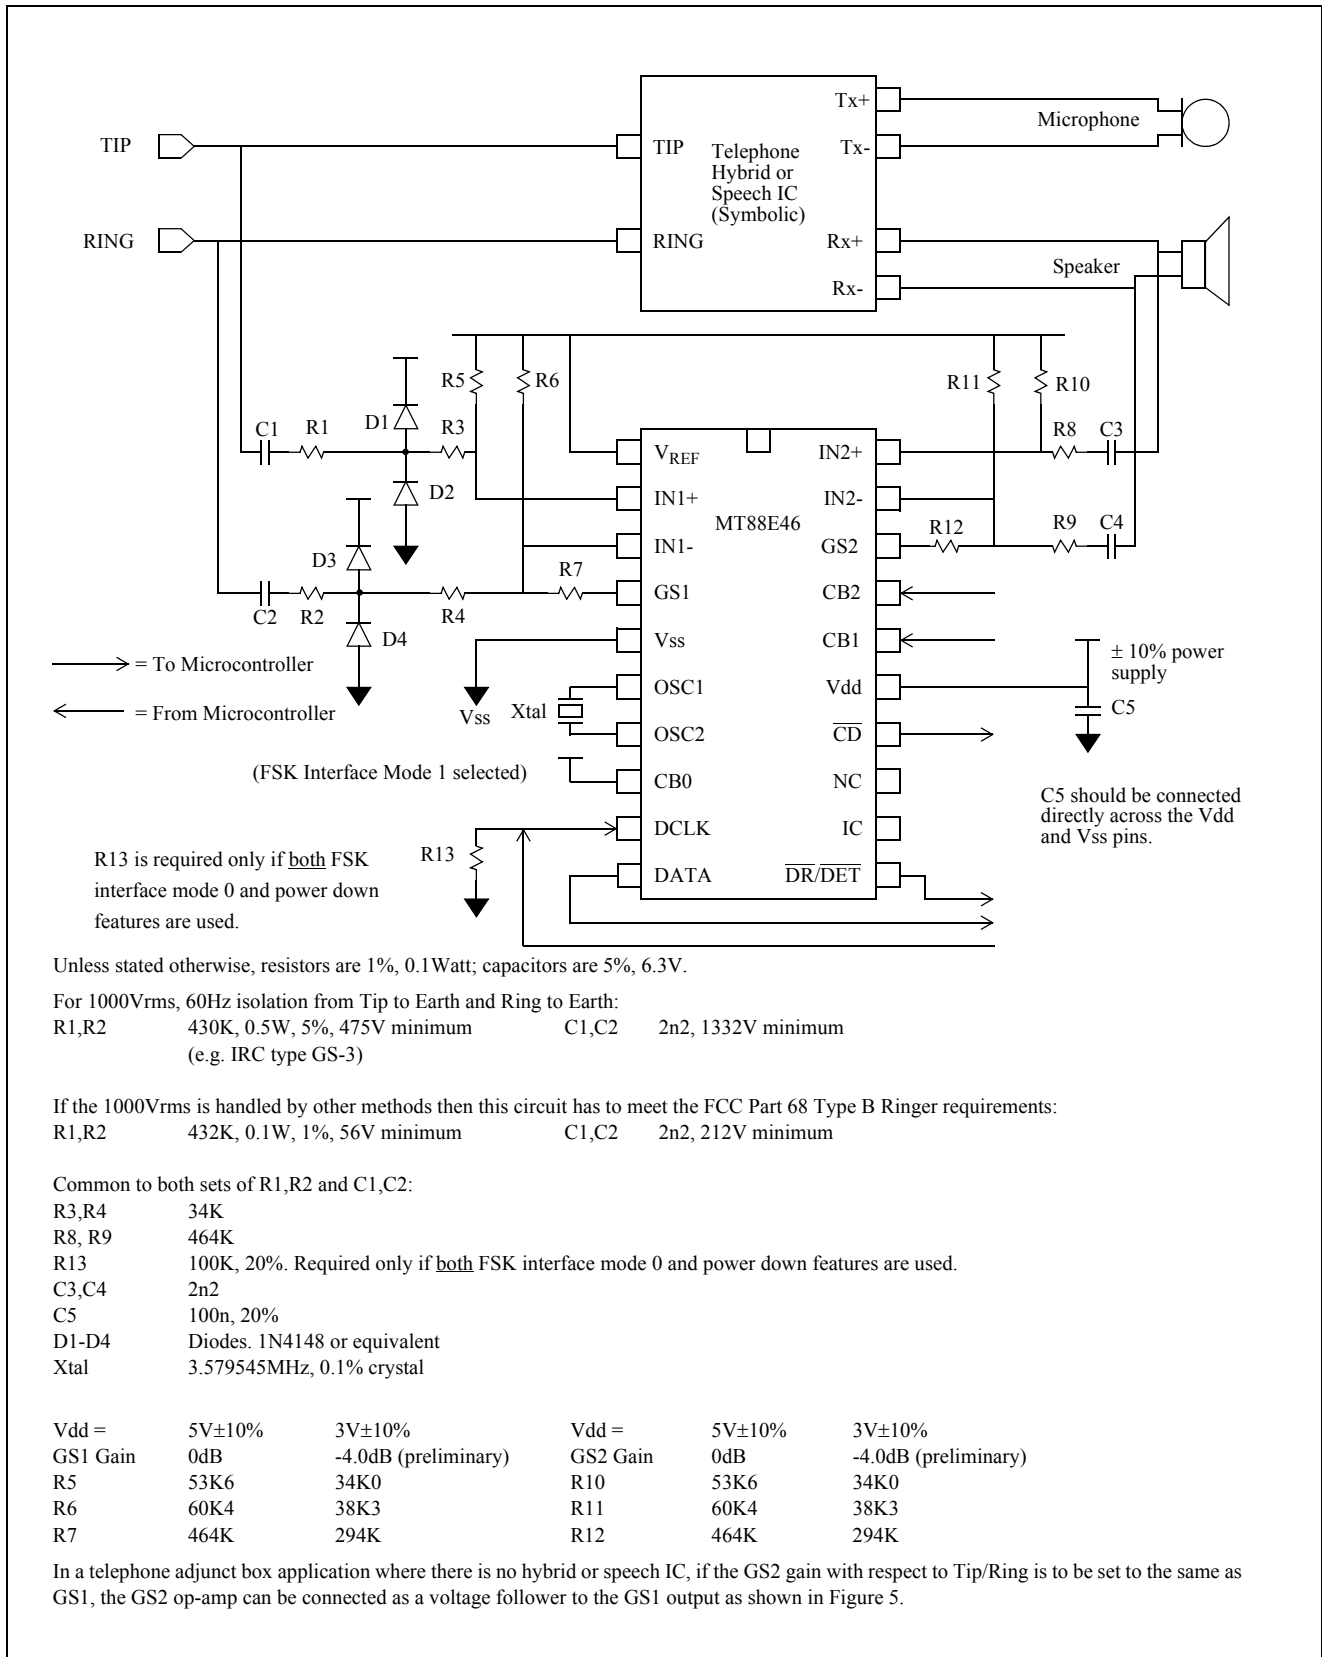 Tx+
Microphone
TIP
TIP
Telephone
Hybrid or
Speech IC
(Symbolic)
Tx-
RING
RING
Rx+
Speaker
Rx-
R5
R6
R11
R10
D1
C1
R1
R3
R8
C3
VREF
IN2+
D2
IN1+
IN2-
MT88E46
R12
R9
C4
IN1-
GS2
D3
R7
GS1
CB2
C2
R2
R4
D4
Vss
CB1
= To Microcontroller
± 10% power
supply
OSC1
Vdd
Xtal
Vss
C5
= From Microcontroller
OSC2
CD
(FSK Interface Mode 1 selected)
CB0
NC
C5 should be connected
directly across the Vdd
and Vss pins.
DCLK
IC
R13
R13 is required only if both FSK
interface mode 0 and power down
features are used.
DATA
DR/DET
Unless stated otherwise, resistors are 1%, 0.1Watt; capacitors are 5%, 6.3V.
For 1000Vrms, 60Hz isolation from Tip to Earth and Ring to Earth:
R1,R2 430K, 0.5W, 5%, 475V minimum C1,C2 2n2, 1332V minimum
(e.g. IRC type GS-3)
If the 1000Vrms is handled by other methods then this circuit has to meet the FCC Part 68 Type B Ringer requirements:
R1,R2 432K, 0.1W, 1%, 56V minimum C1,C2 2n2, 212V minimum
Common to both sets of R1,R2 and C1,C2:
R3,R4 34K
R8, R9 464K
R13 100K, 20%. Required only if both FSK interface mode 0 and power down features are used.
C3,C4 2n2
C5 100n, 20%
D1-D4 Diodes. 1N4148 or equivalent
Xtal 3.579545MHz, 0.1% crystal
Vdd = 5V±10% 3V±10% Vdd = 5V±10% 3V±10%
GS1 Gain 0dB -4.0dB (preliminary) GS2 Gain 0dB -4.0dB (preliminary)
R5 53K6 34K0 R10 53K6 34K0
R6 60K4 38K3 R11 60K4 38K3
R7 464K 294K R12 464K 294K
In a telephone adjunct box application where there is no hybrid or speech IC, if the GS2 gain with respect to Tip/Ring is to be set to the same as
GS1, the GS2 op-amp can be connected as a voltage follower to the GS1 output as shown in Figure 5.